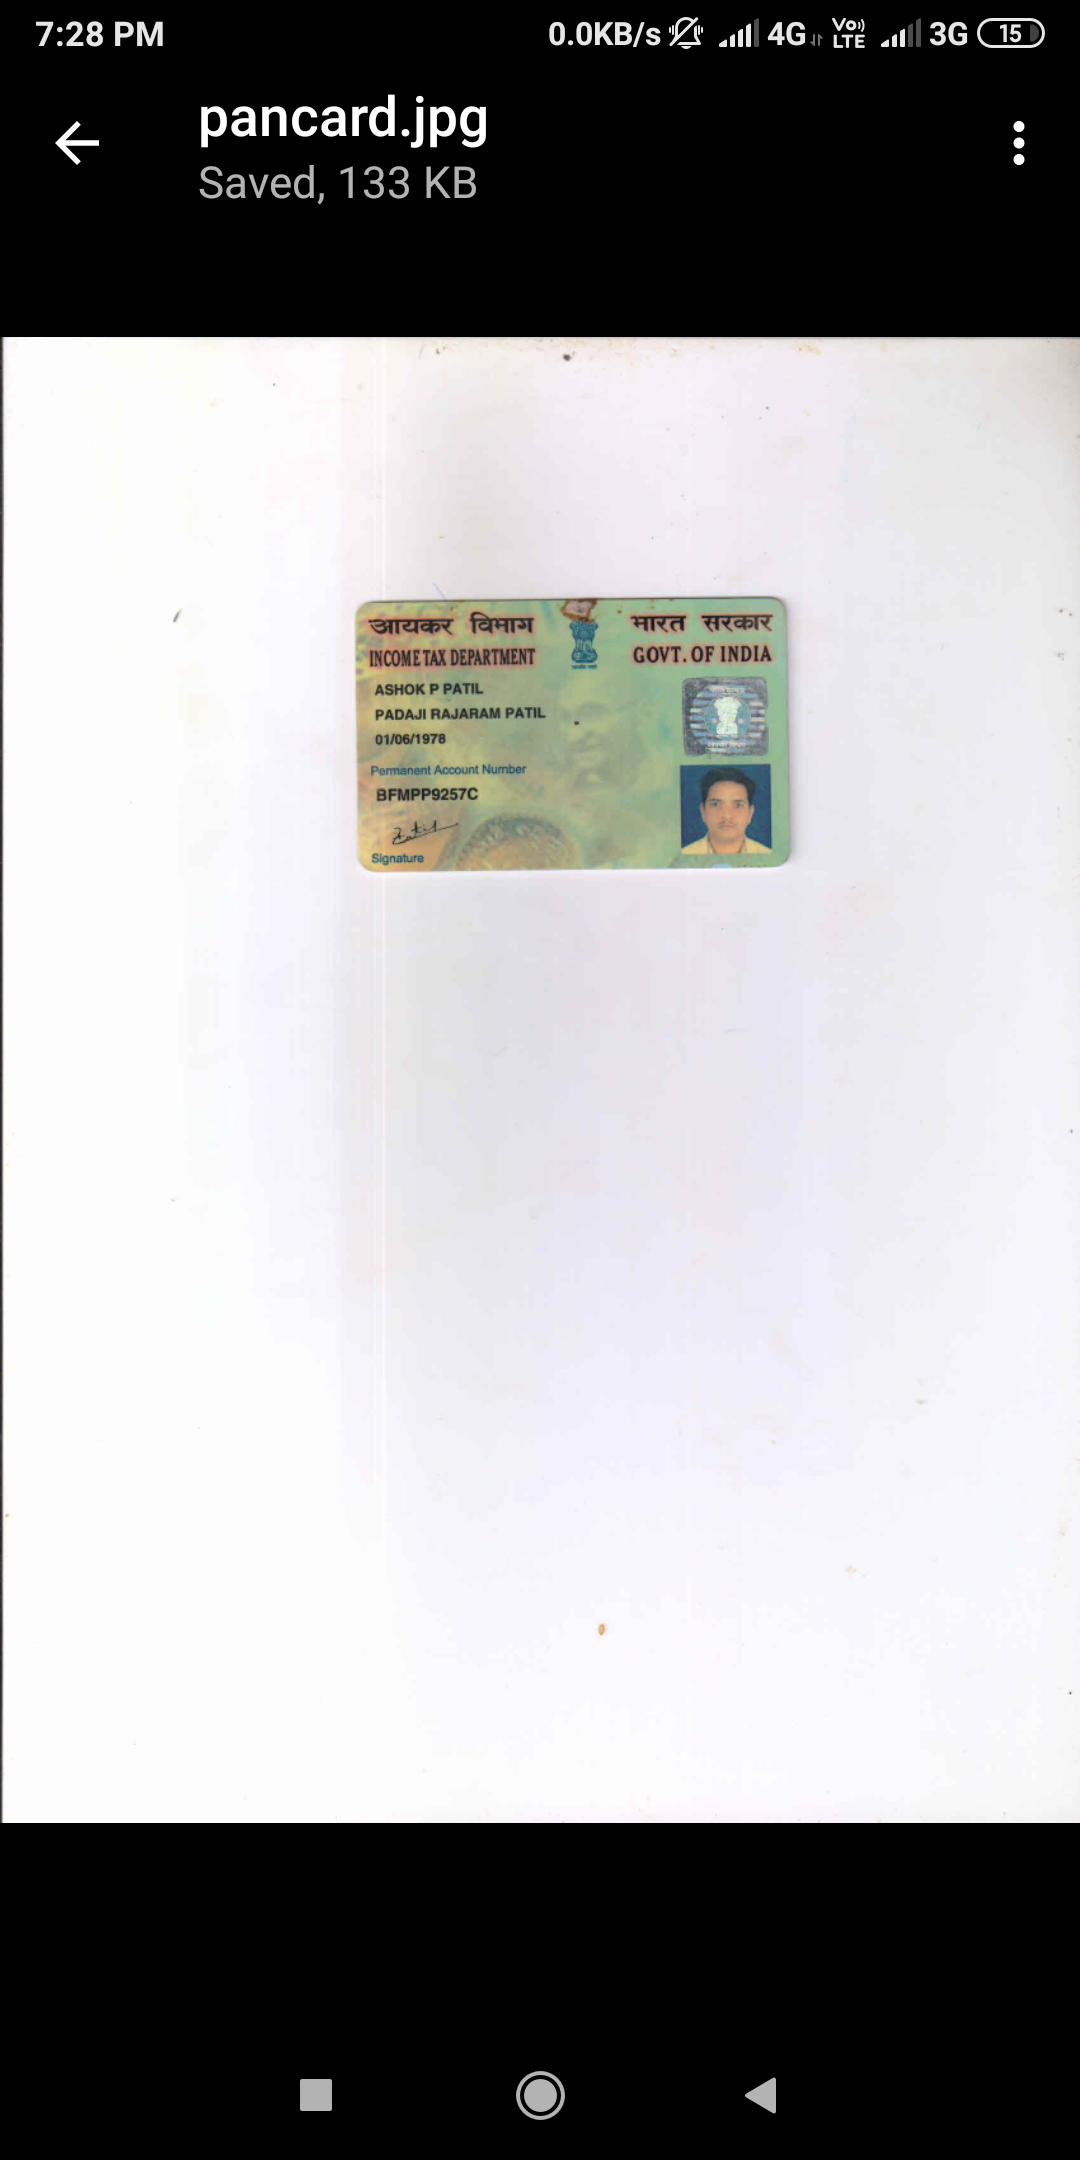 7:28 PM
0.0KB/s 4G Vo)) LTE 3G 15
pancard.jpg
Saved, 133 KB
आयकर विभाग
भारत सरकार
INCOME TAX DEPARTMENT
GOVT. OF INDIA
ASHOK P PATIL
PADAJI RAJARAM PATIL
01/06/1978
Permanent Account Number
BFMPP9257C
Signature